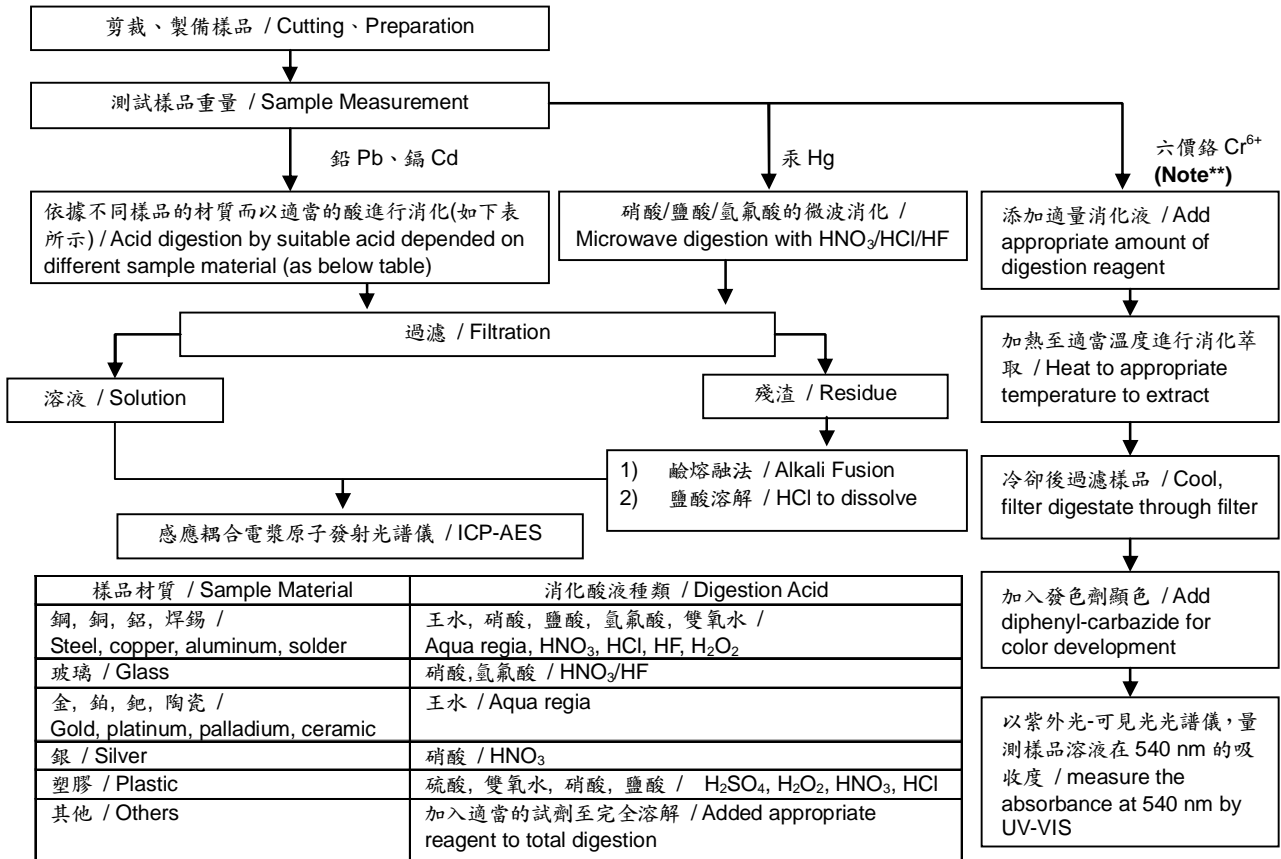 剪裁、製備樣品 / Cutting、Preparation
測試樣品重量 / Sample Measurement
鉛 Pb、鎘 Cd
汞 Hg
六價鉻 Cr⁶⁺
(Note**)
依據不同樣品的材質而以適當的酸進行消化(如下表
所示) / Acid digestion by suitable acid depended on
different sample material (as below table)
硝酸/鹽酸/氫氟酸的微波消化 /
Microwave digestion with HNO₃/HCl/HF
添加適量消化液 / Add
appropriate amount of
digestion reagent
過濾 / Filtration
加熱至適當溫度進行消化萃
取 / Heat to appropriate
temperature to extract
溶液 / Solution
殘渣 / Residue
1) 鹼熔融法 / Alkali Fusion
2) 鹽酸溶解 / HCl to dissolve
冷卻後過濾樣品 / Cool,
filter digestate through filter
感應耦合電漿原子發射光譜儀 / ICP-AES
加入發色劑顯色 / Add
diphenyl-carbazide for
color development
以紫外光-可見光光譜儀，量
測樣品溶液在 540 nm 的吸
收度 / measure the
absorbance at 540 nm by
UV-VIS
樣品材質 / Sample Material
消化酸液種類 / Digestion Acid
鋼, 銅, 鋁, 焊錫 /
Steel, copper, aluminum, solder
王水, 硝酸, 鹽酸, 氫氟酸, 雙氧水 /
Aqua regia, HNO₃, HCl, HF, H₂O₂
玻璃 / Glass
硝酸,氫氟酸 / HNO₃/HF
金, 鉑, 鈀, 陶瓷 /
Gold, platinum, palladium, ceramic
王水 / Aqua regia
銀 / Silver
硝酸 / HNO₃
塑膠 / Plastic
硫酸, 雙氧水, 硝酸, 鹽酸 / H₂SO₄, H₂O₂, HNO₃, HCl
其他 / Others
加入適當的試劑至完全溶解 / Added appropriate
reagent to total digestion